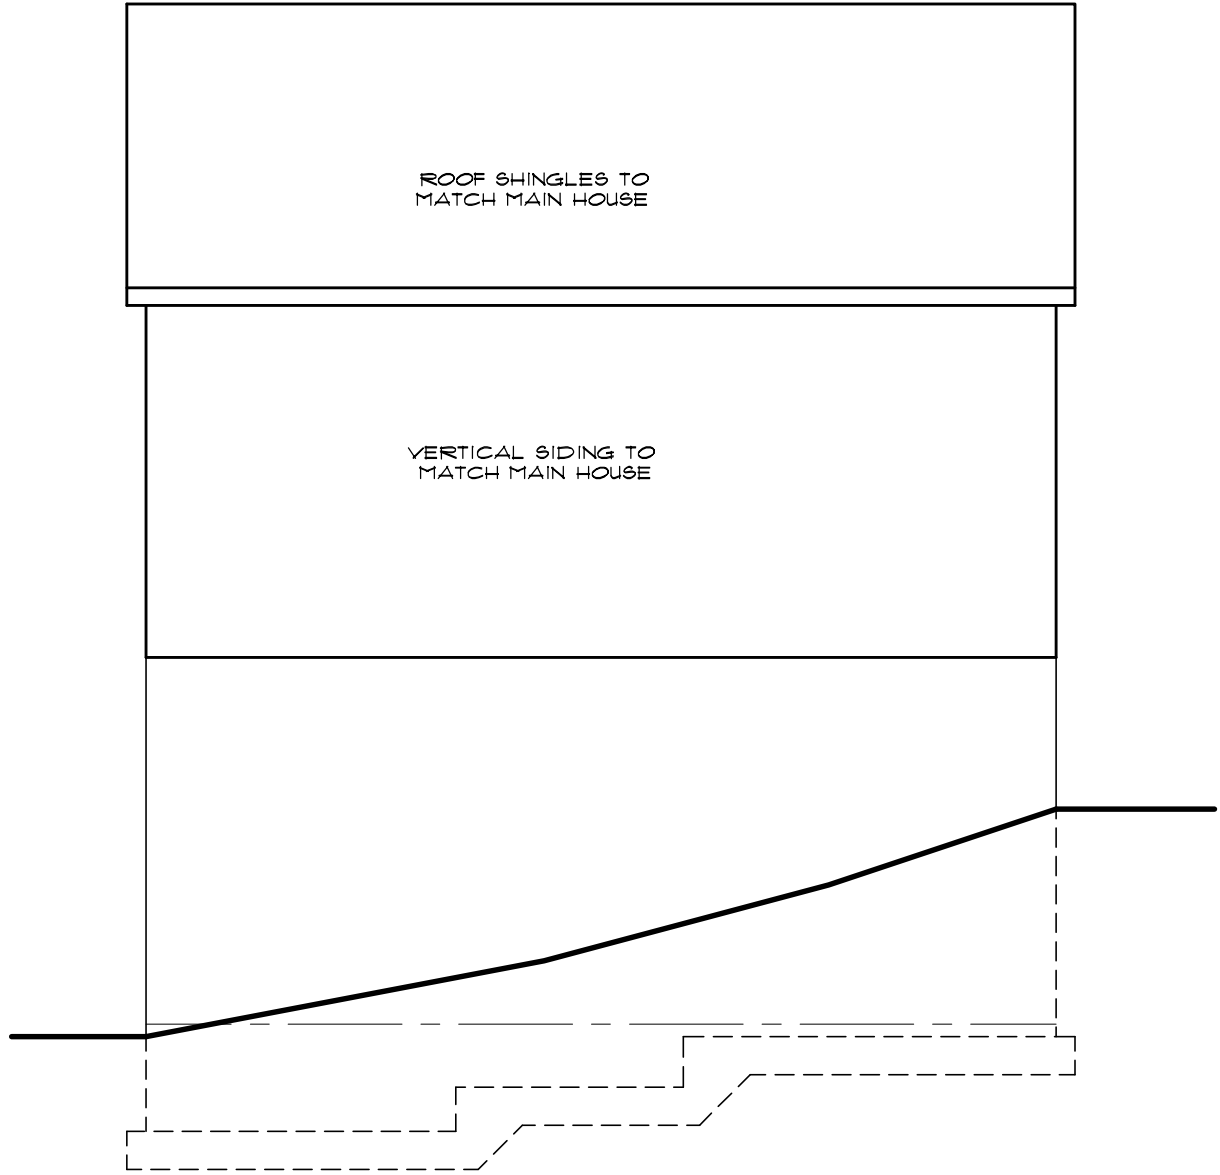 ROOF SHINGLES TO
MATCH MAIN HOUSE
VERTICAL SIDING TO
MATCH MAIN HOUSE